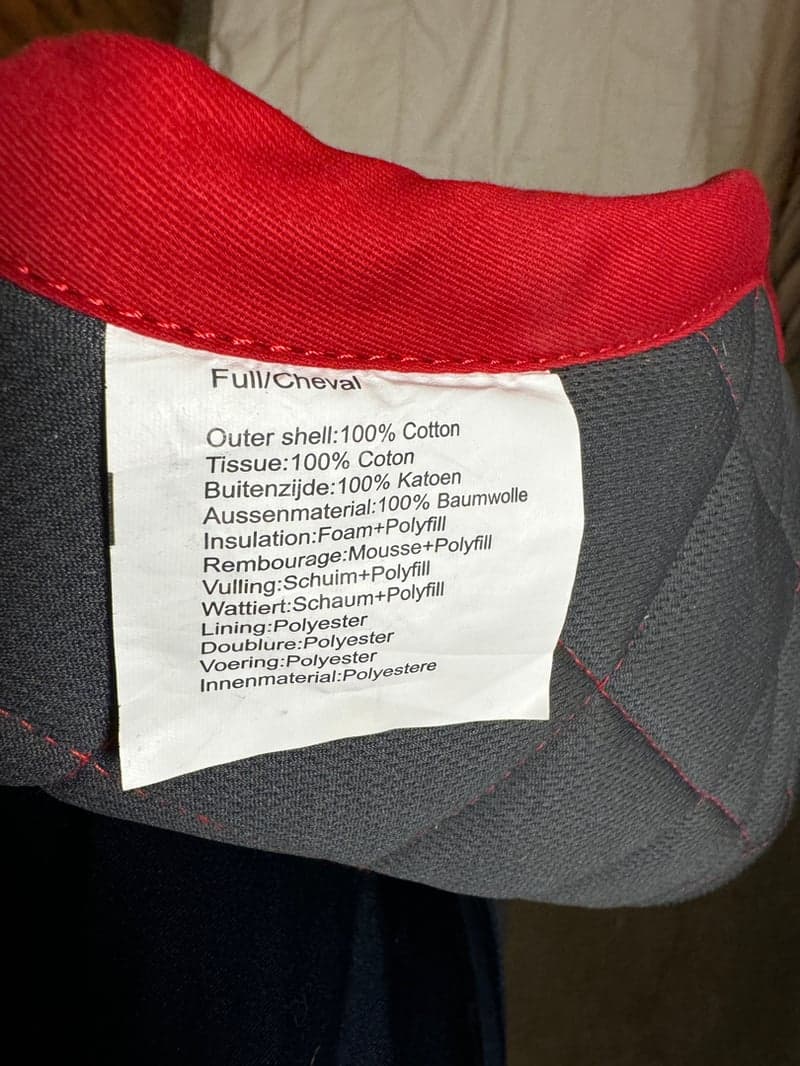 Full/Cheval
Outer shell:100% Cotton
Tissue:100% Coton
Buitenzijde:100% Katoen
Aussenmaterial:100% Baumwolle
Insulation:Foam+Polyfill
Rembourage:Mousse+Polyfill
Vulling:Schuim+Polyfill
Wattiert:Schaum+Polyfill
Lining:Polyester
Doublure:Polyester
Voering:Polyester
Innenmaterial:Polyestere